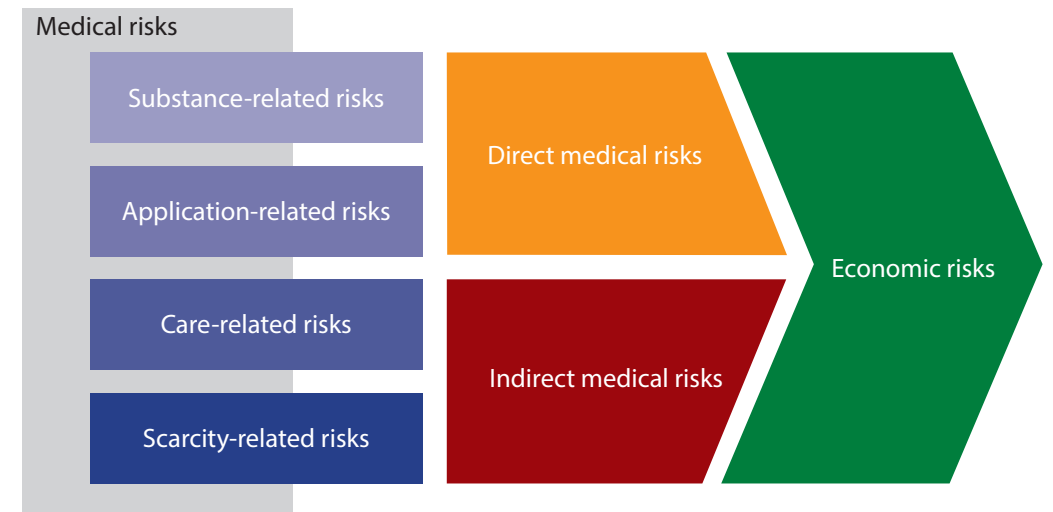 Medical risks
Substance-related risks
Application-related risks
Care-related risks
Scarcity-related risks
Direct medical risks
Indirect medical risks
Economic risks